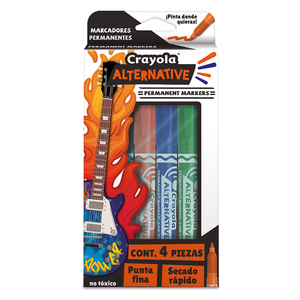 MARCADORES
PERMANENTES
¡Pinta donde
quieras!
Crayola
ALTERNATIVE
PERMANENT MARKERS
Crayola
ALTERNATIVE
Crayola
ALTERNATIVE
Crayola
ALTERNATIVE
POWER
CONT. 4 PIEZAS
Punta
fina
Secado
rápido
no tóxico